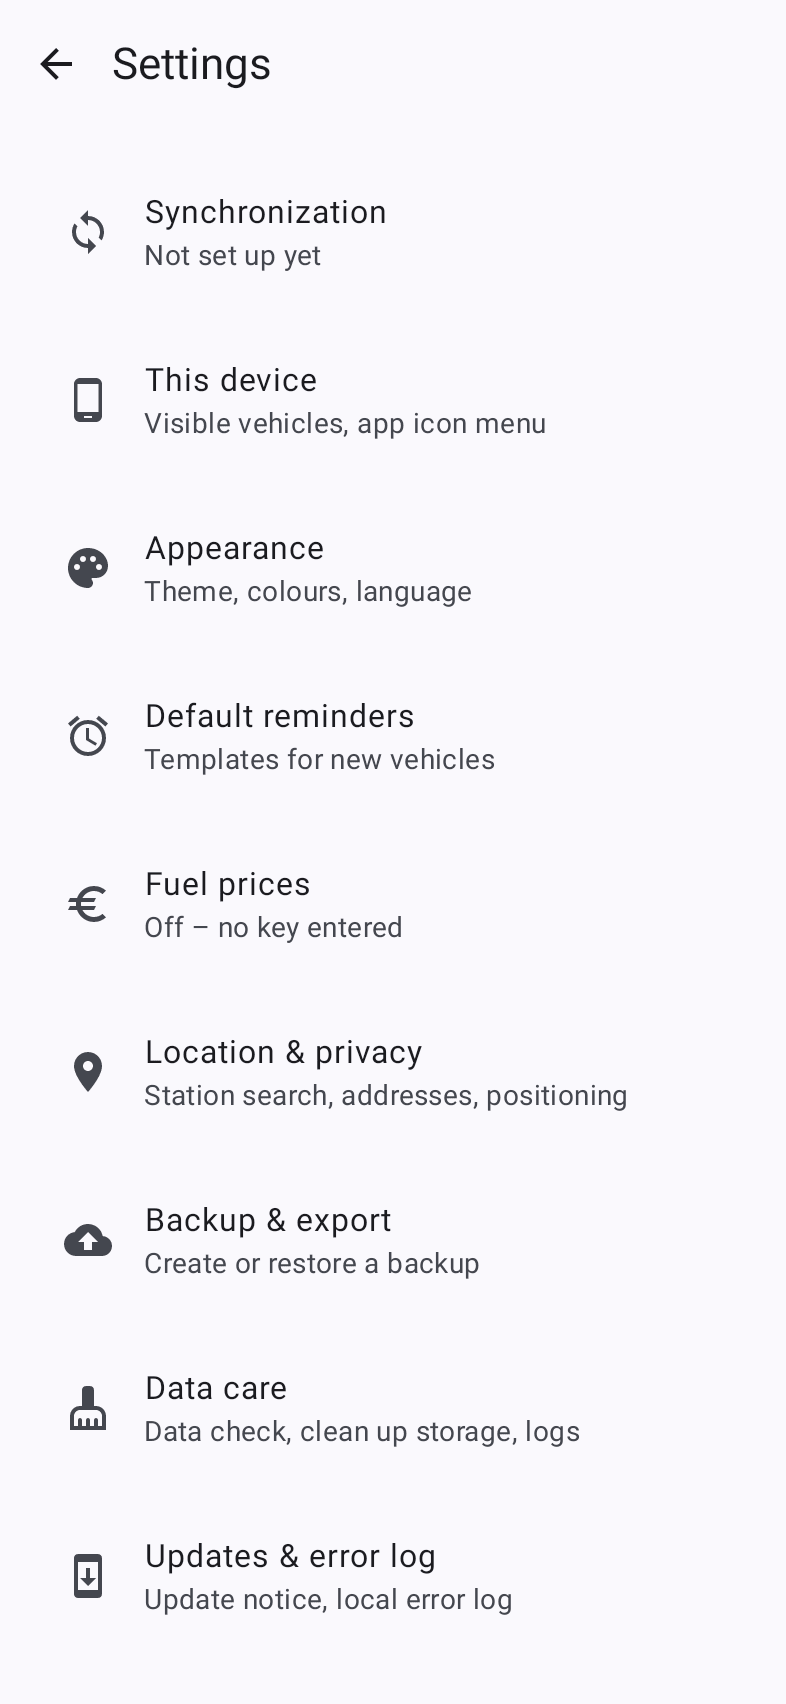 Settings
Synchronization
Not set up yet
This device
Visible vehicles, app icon menu
Appearance
Theme, colours, language
Default reminders
Templates for new vehicles
Fuel prices
Off – no key entered
Location & privacy
Station search, addresses, positioning
Backup & export
Create or restore a backup
Data care
Data check, clean up storage, logs
Updates & error log
Update notice, local error log